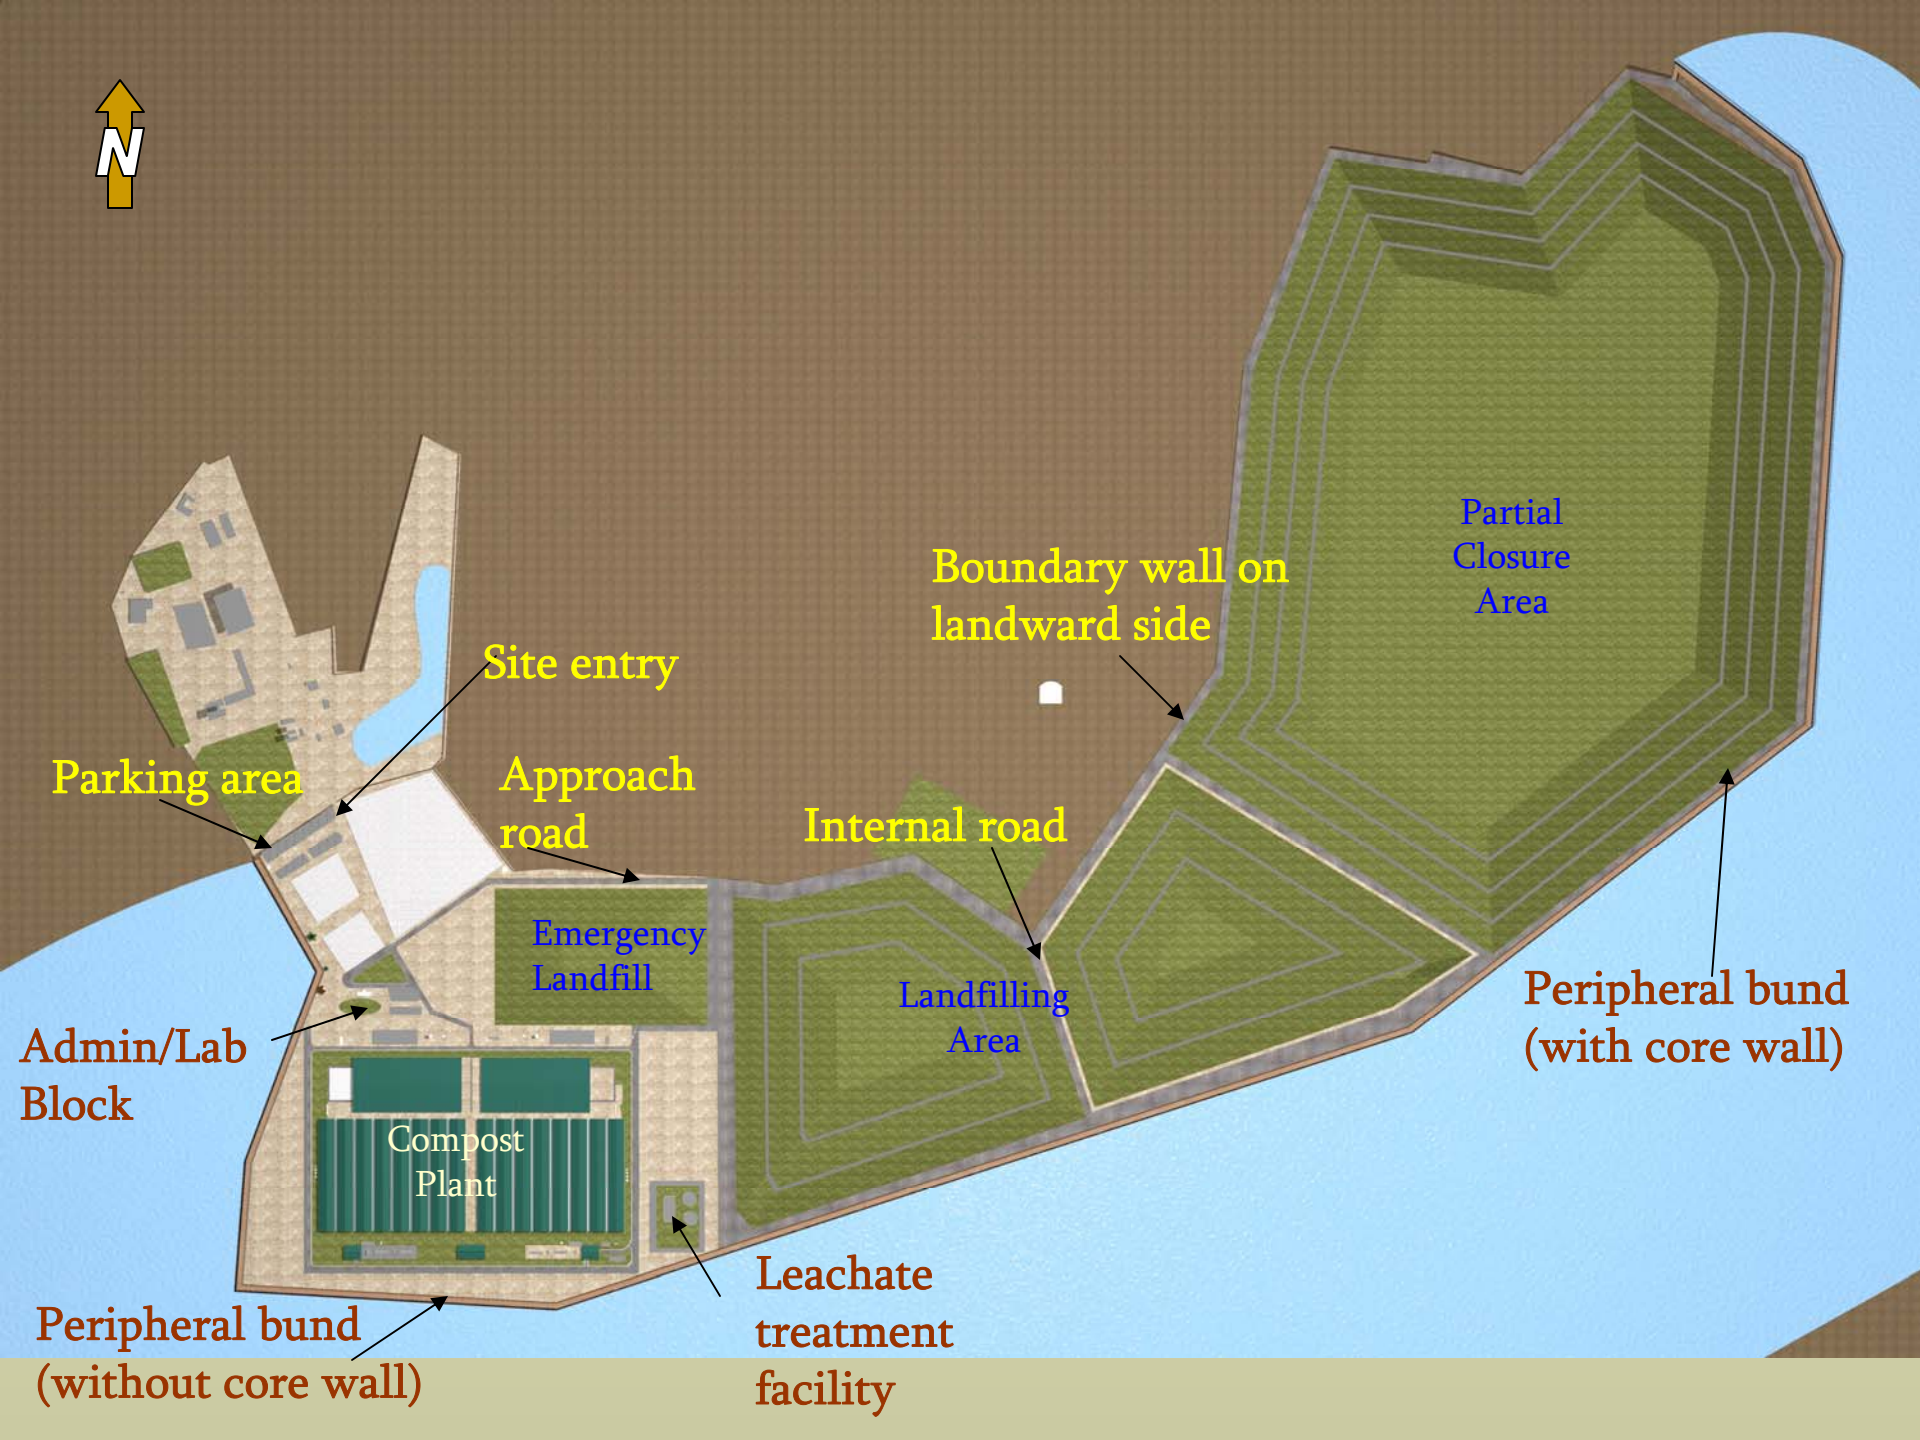 N
Partial
Closure
Area
Boundary wall on
landward side
Site entry
Parking area
Approach
road
Internal road
Emergency
Landfill
Landfilling
Area
Peripheral bund
(with core wall)
Admin/Lab
Block
Compost
Plant
Leachate
treatment
facility
Peripheral bund
(without core wall)